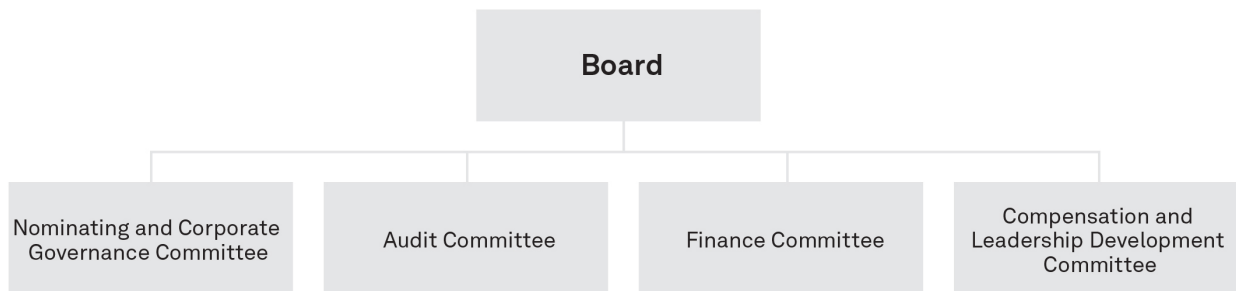 Board
Nominating and Corporate
Governance Committee
Audit Committee
Finance Committee
Compensation and
Leadership Development
Committee